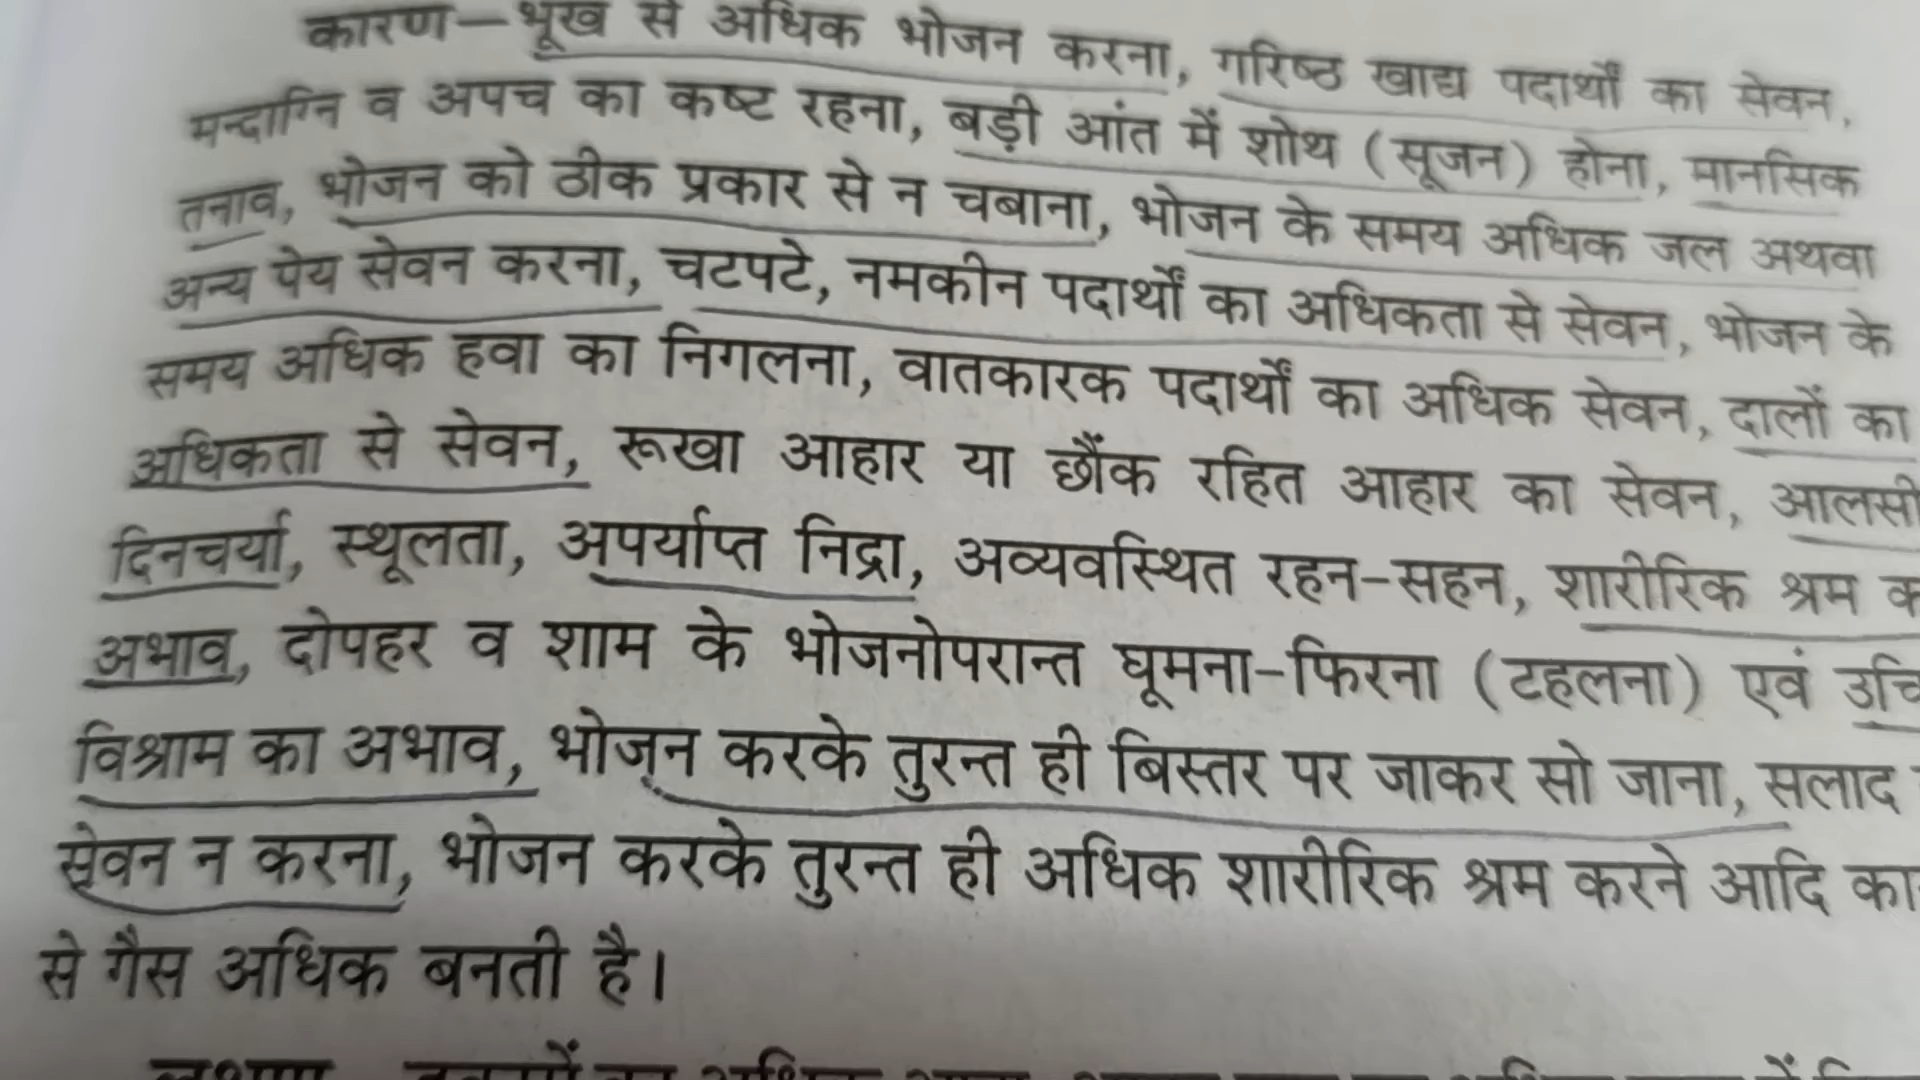 कारण—भूख से अधिक भोजन करना, गरिष्ठ खाद्य पदार्थों का सेवन,
मन्दाग्नि व अपच का कष्ट रहना, बड़ी आंत में शोथ (सूजन) होना, मानसिक
तनाव, भोजन को ठीक प्रकार से न चबाना, भोजन के समय अधिक जल अथवा
अन्य पेय सेवन करना, चटपटे, नमकीन पदार्थों का अधिकता से सेवन, भोजन के
समय अधिक हवा का निगलना, वातकारक पदार्थों का अधिक सेवन, दालों का
अधिकता से सेवन, रूखा आहार या छौंक रहित आहार का सेवन, आलसी
दिनचर्या, स्थूलता, अपर्याप्त निद्रा, अव्यवस्थित रहन-सहन, शारीरिक श्रम
अभाव, दोपहर व शाम के भोजनोपरान्त घूमना-फिरना (टहलना) एवं
विश्राम का अभाव, भोजन करके तुरन्त ही बिस्तर पर जाकर सो जाना, सलाद
सेवन न करना, भोजन करके तुरन्त ही अधिक शारीरिक श्रम करने आदि
से गैस अधिक बनती है।